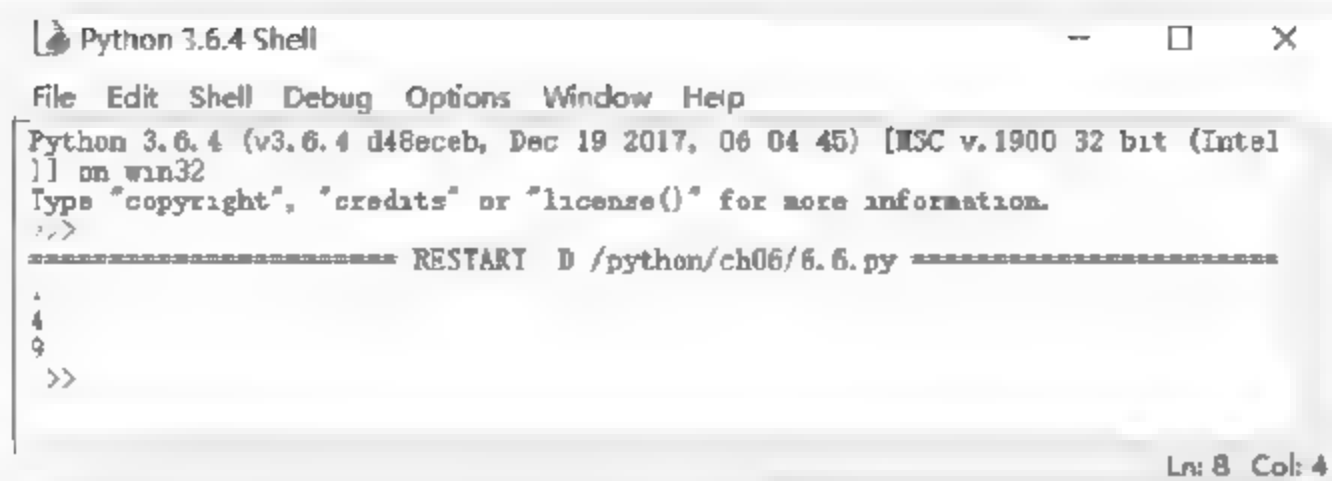 Python 3.6.4 Shell
File Edit Shell Debug Options Window Help
Python 3.6.4 (v3.6.4 d48eceb, Dec 19 2017, 06 04 45) [MSC v.1900 32 bit (Intel
)] on win32
Type "copyright", "credits" or "license()" for more information.
>>>
======================== RESTART D /python/ch06/6.6.py ========================
4
9
>>
Ln: 8 Col: 4